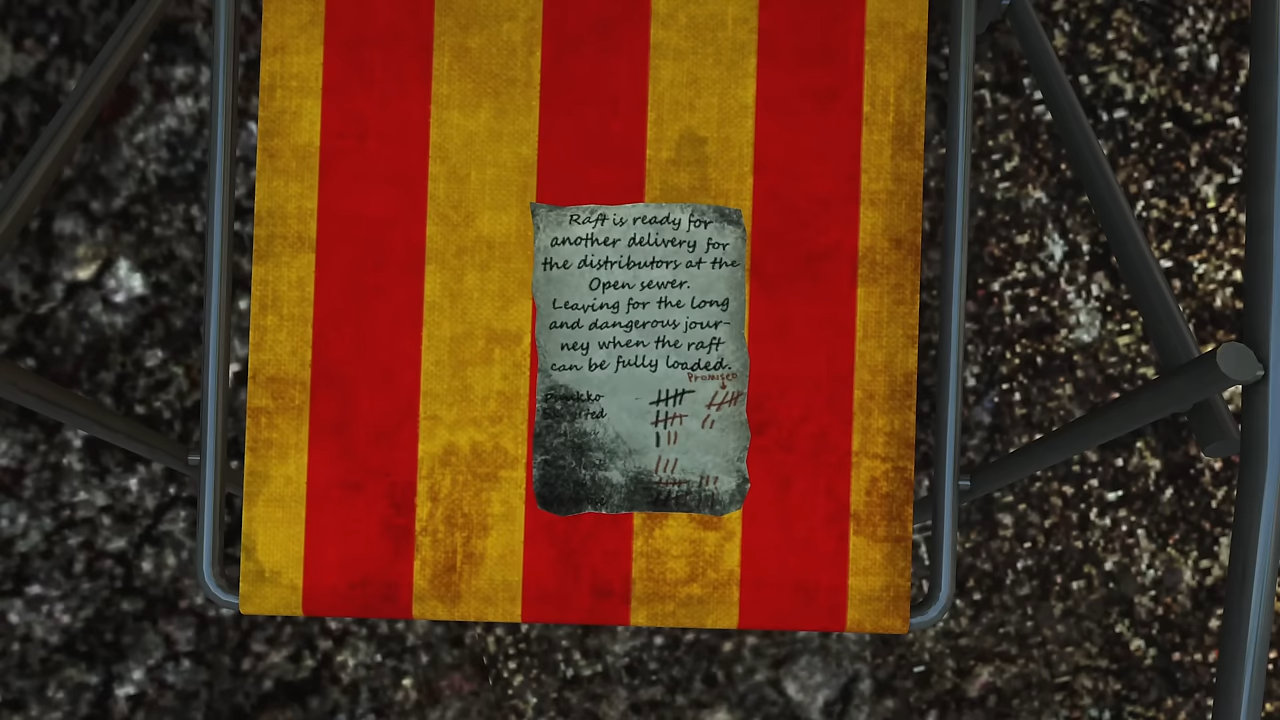 Raft is ready for
another delivery for
the distributors at the
Open sewer.
Leaving for the long
and dangerous jour-
ney when the raft
can be fully loaded.
Promised